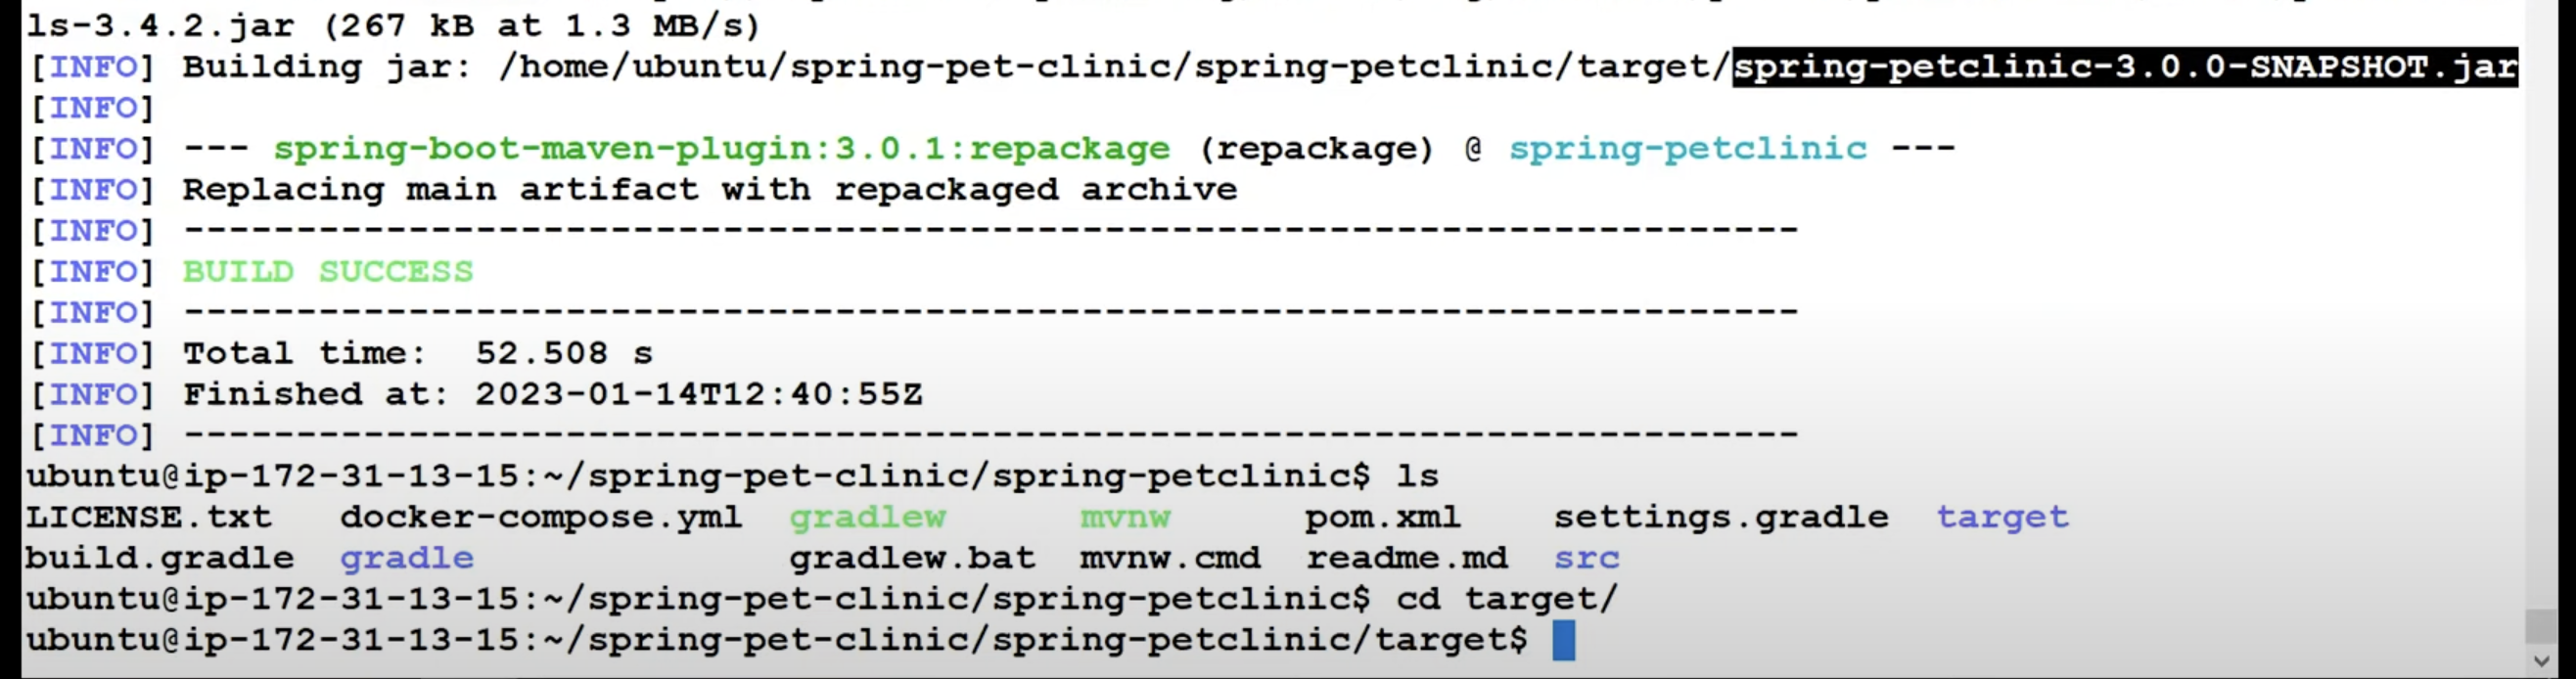 ls-3.4.2.jar (267 kB at 1.3 MB/s)
[INFO] Building jar: /home/ubuntu/spring-pet-clinic/spring-petclinic/target/spring-petclinic-3.0.0-SNAPSHOT.jar
[INFO]
[INFO] --- spring-boot-maven-plugin:3.0.1:repackage (repackage) @ spring-petclinic ---
[INFO] Replacing main artifact with repackaged archive
[INFO] ------------------------------------------------------------------------
[INFO] BUILD SUCCESS
[INFO] ------------------------------------------------------------------------
[INFO] Total time:  52.508 s
[INFO] Finished at: 2023-01-14T12:40:55Z
[INFO] ------------------------------------------------------------------------
ubuntu@ip-172-31-13-15:~/spring-pet-clinic/spring-petclinic$ ls
LICENSE.txt   docker-compose.yml  gradlew      mvnw      pom.xml    settings.gradle  target
build.gradle  gradle              gradlew.bat  mvnw.cmd  readme.md  src
ubuntu@ip-172-31-13-15:~/spring-pet-clinic/spring-petclinic$ cd target/
ubuntu@ip-172-31-13-15:~/spring-pet-clinic/spring-petclinic/target$